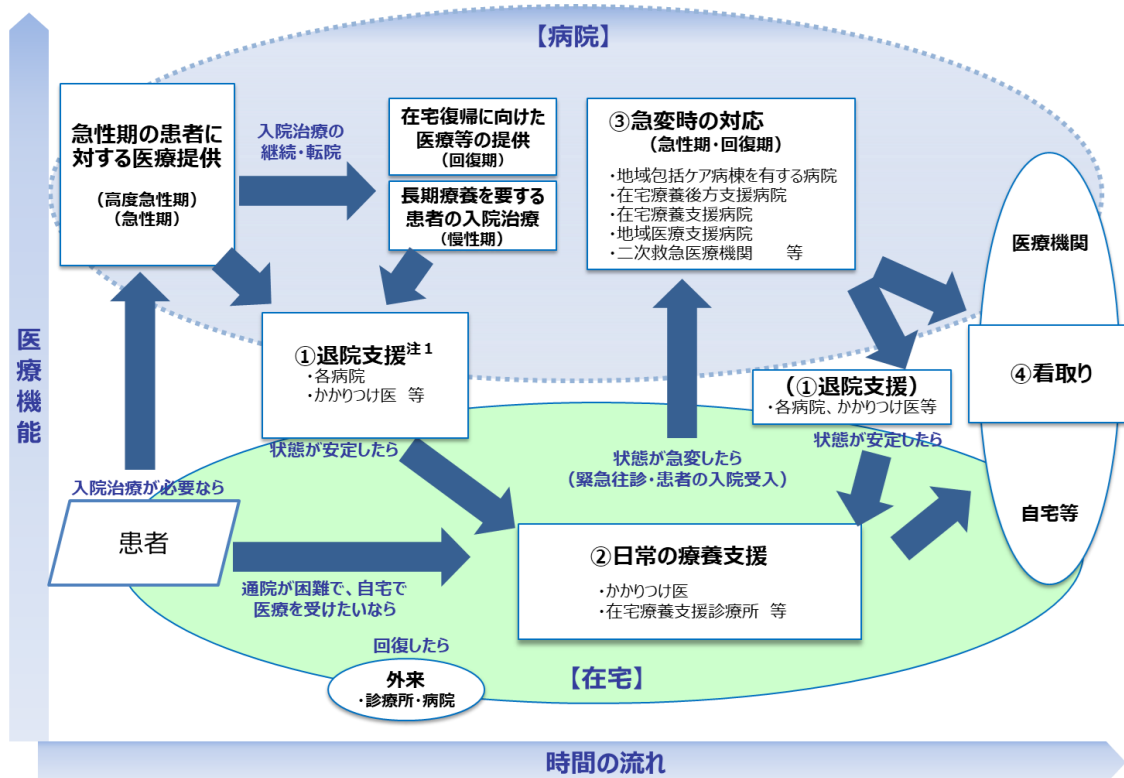 【病院】
急性期の患者に
対する医療提供
(高度急性期)
(急性期)
入院治療の
継続・転院
在宅復帰に向けた
医療等の提供
(回復期)
長期療養を要する
患者の入院治療
(慢性期)
③急変時の対応
(急性期・回復期)
・地域包括ケア病棟を有する病院
・在宅療養後方支援病院
・在宅療養支援病院
・地域医療支援病院
・二次救急医療機関　等
医療機関
④看取り
自宅等
医療機能
①退院支援注1
・各病院
・かかりつけ医　等
状態が安定したら
(①退院支援)
・各病院、かかりつけ医等
状態が安定したら
状態が急変したら
(緊急往診・患者の入院受入)
入院治療が必要なら
患者
通院が困難で、自宅で
医療を受けたいなら
②日常の療養支援
・かかりつけ医
・在宅療養支援診療所　等
回復したら
外来
・診療所・病院
【在宅】
時間の流れ